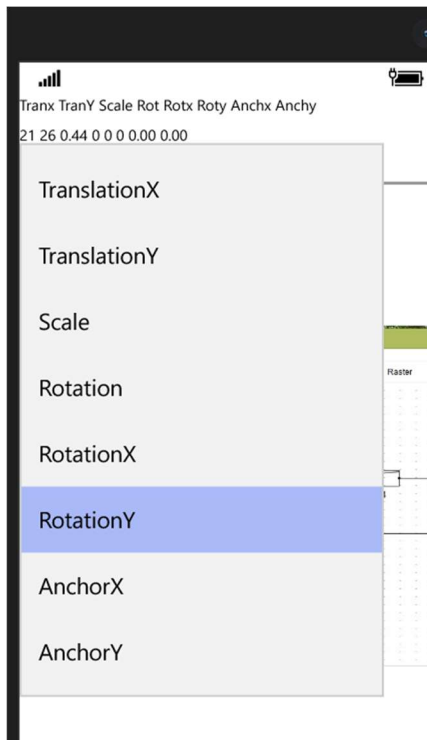 Tranx TranY Scale Rot Rotx Roty Anchx Anchy
21 26 0.44 0 0 0 0.00 0.00
TranslationX
TranslationY
Scale
Rotation
Raster
RotationX
RotationY
AnchorX
AnchorY